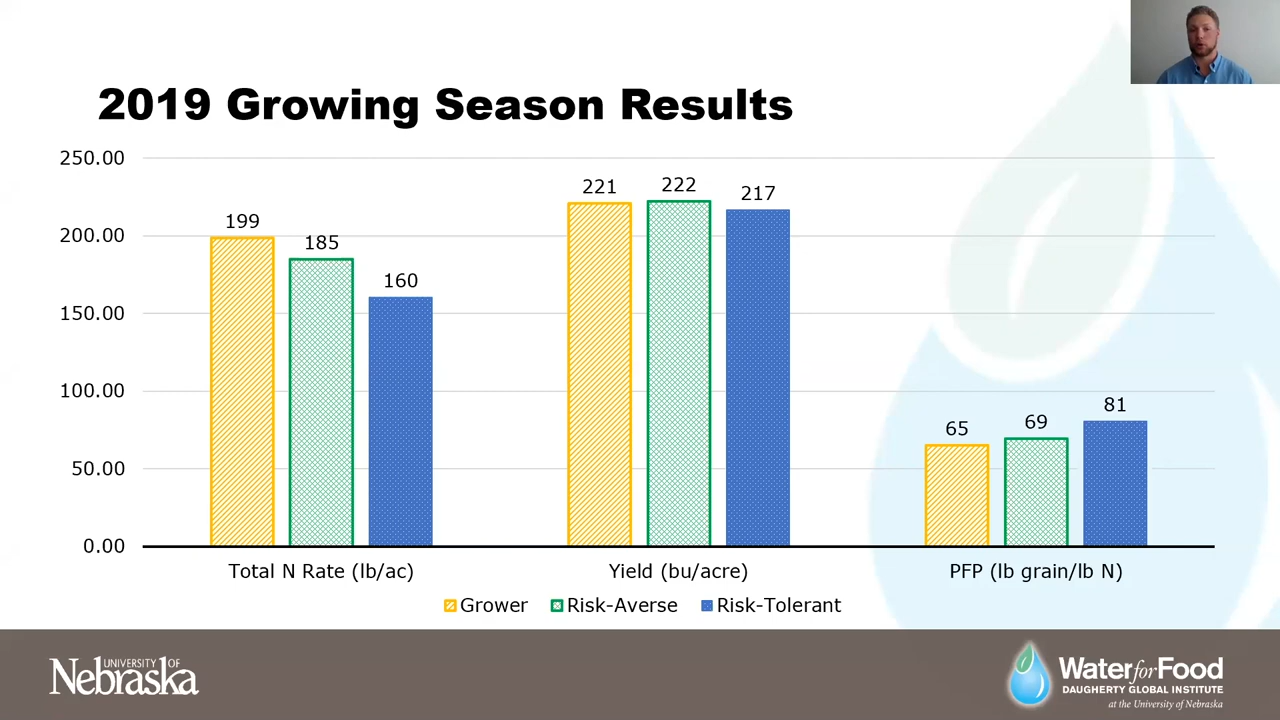 2019 Growing Season Results
250.00
200.00
150.00
100.00
50.00
0.00
199
185
160
221
222
217
65
69
81
Total N Rate (lb/ac)
Yield (bu/acre)
PFP (lb grain/lb N)
Grower
Risk-Averse
Risk-Tolerant
UNIVERSITY OF
Nebraska
Water for Food
DAUGHERTY GLOBAL INSTITUTE
at the University of Nebraska